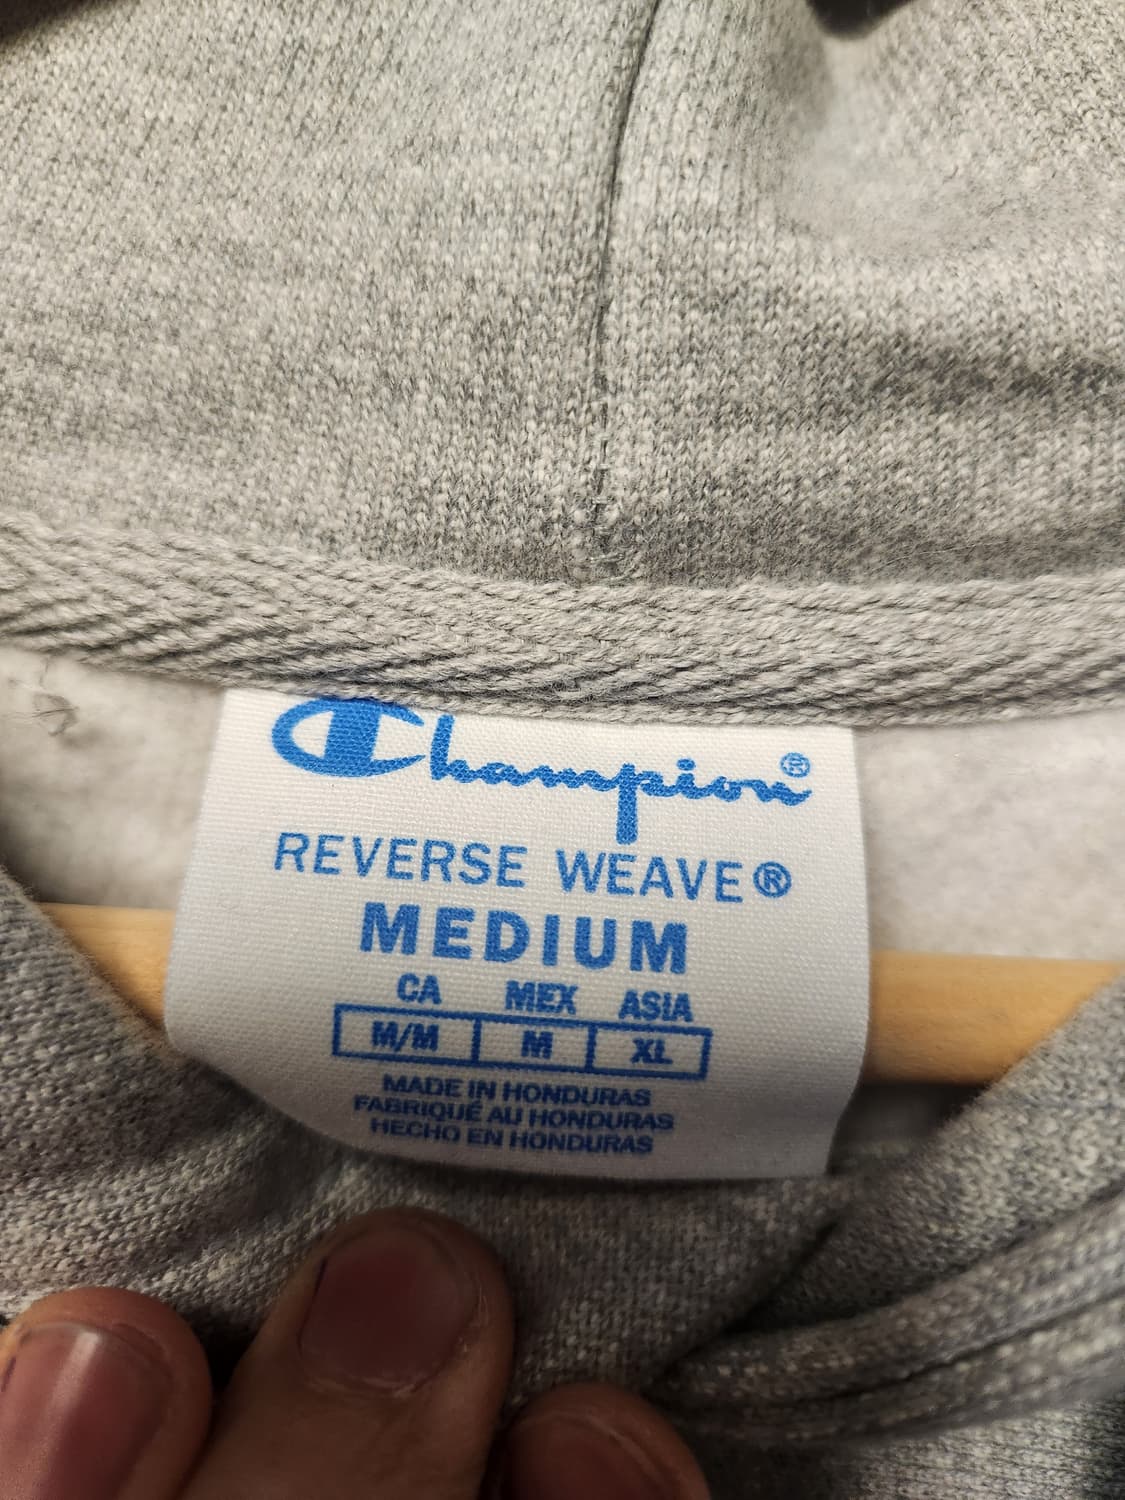 Champion®
REVERSE WEAVE®
MEDIUM
CA MEX ASIA
M/M M XL
MADE IN HONDURAS
FABRIQUÉ AU HONDURAS
HECHO EN HONDURAS